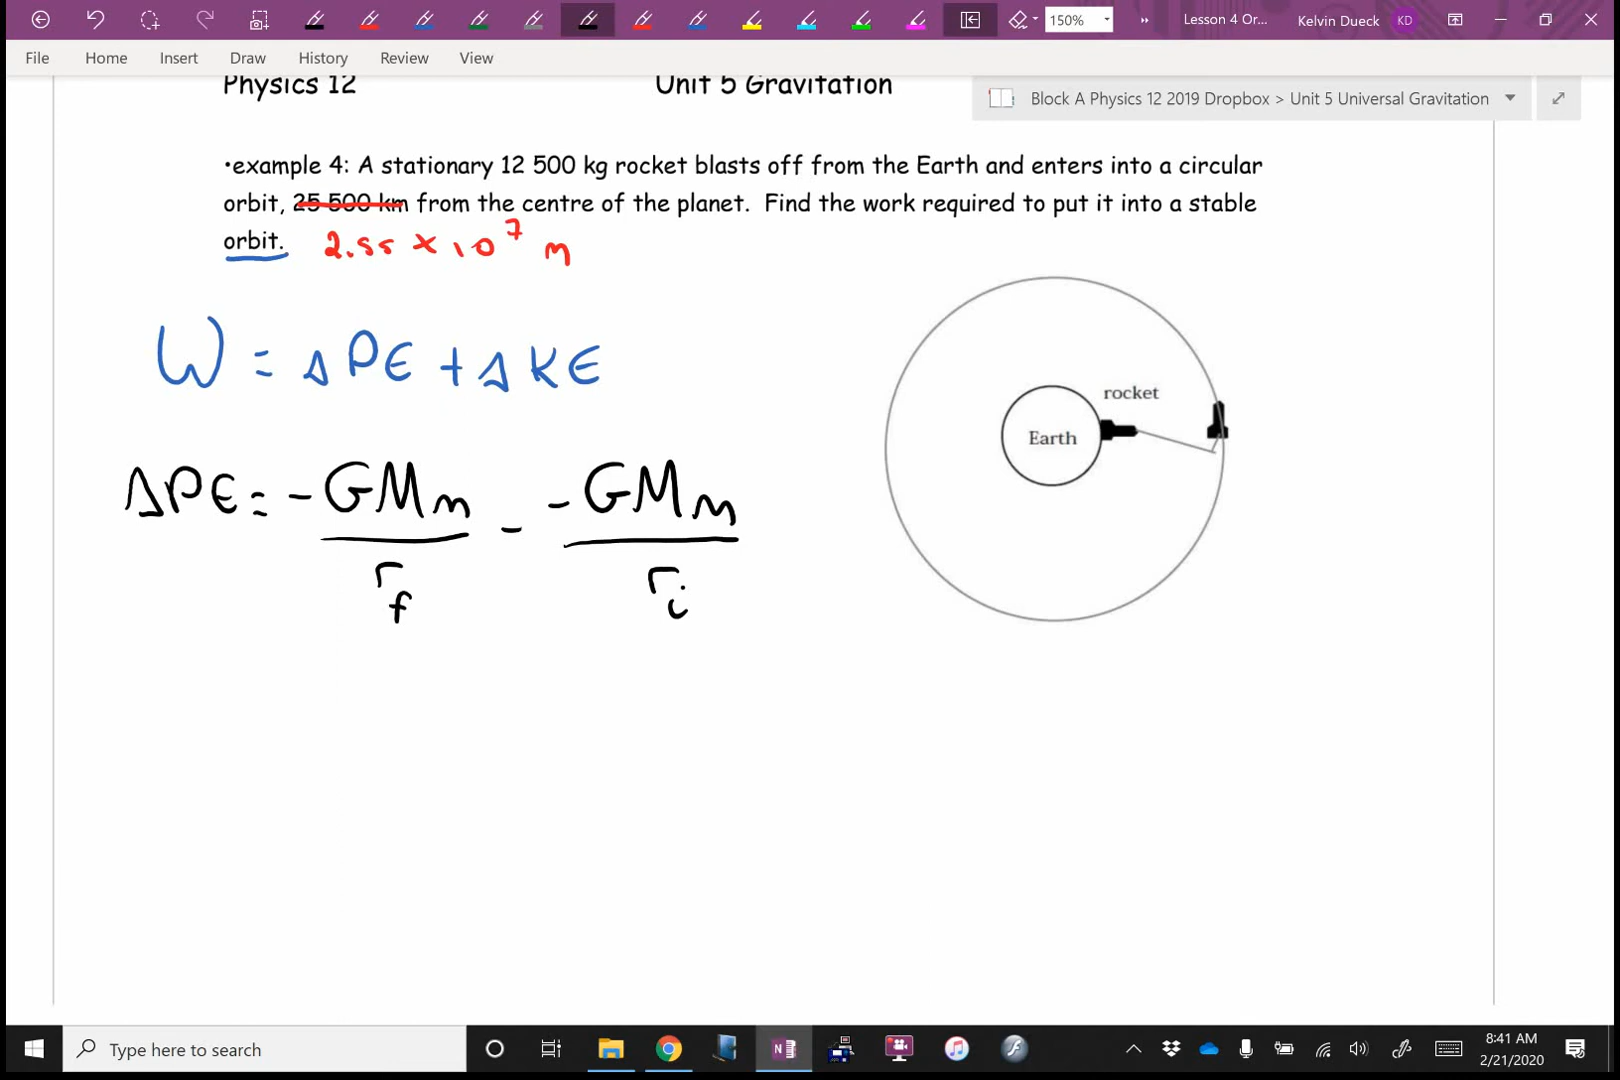 150%
Lesson 4 Or...
Kelvin Dueck
KD
File Home Insert Draw History Review View
Physics 12 Unit 5 Gravitation
Block A Physics 12 2019 Dropbox > Unit 5 Universal Gravitation
•example 4: A stationary 12 500 kg rocket blasts off from the Earth and enters into a circular
orbit, 25 500 km from the centre of the planet. Find the work required to put it into a stable
orbit. 2.55 × 10⁷ m
W = ΔPE + ΔKE
rocket
Earth
ΔPE = -GMm - -GMm
r_f r_i
Type here to search
8:41 AM
2/21/2020